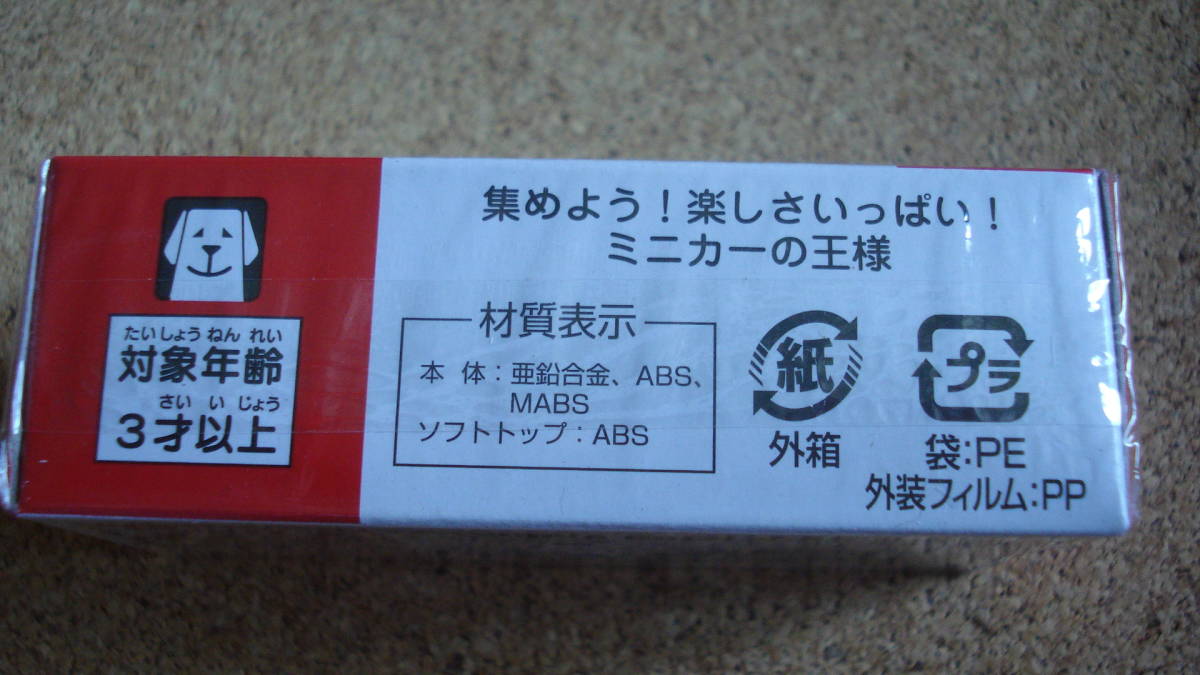 集めよう！楽しさいっぱい！
ミニカーの王様
たいしょうねんれい
対象年齢
さいいじょう
3才以上
材質表示
本体：亜鉛合金、ABS、
MABS
ソフトトップ：ABS
紙
外箱
プラ
袋:PE
外装フィルム:PP